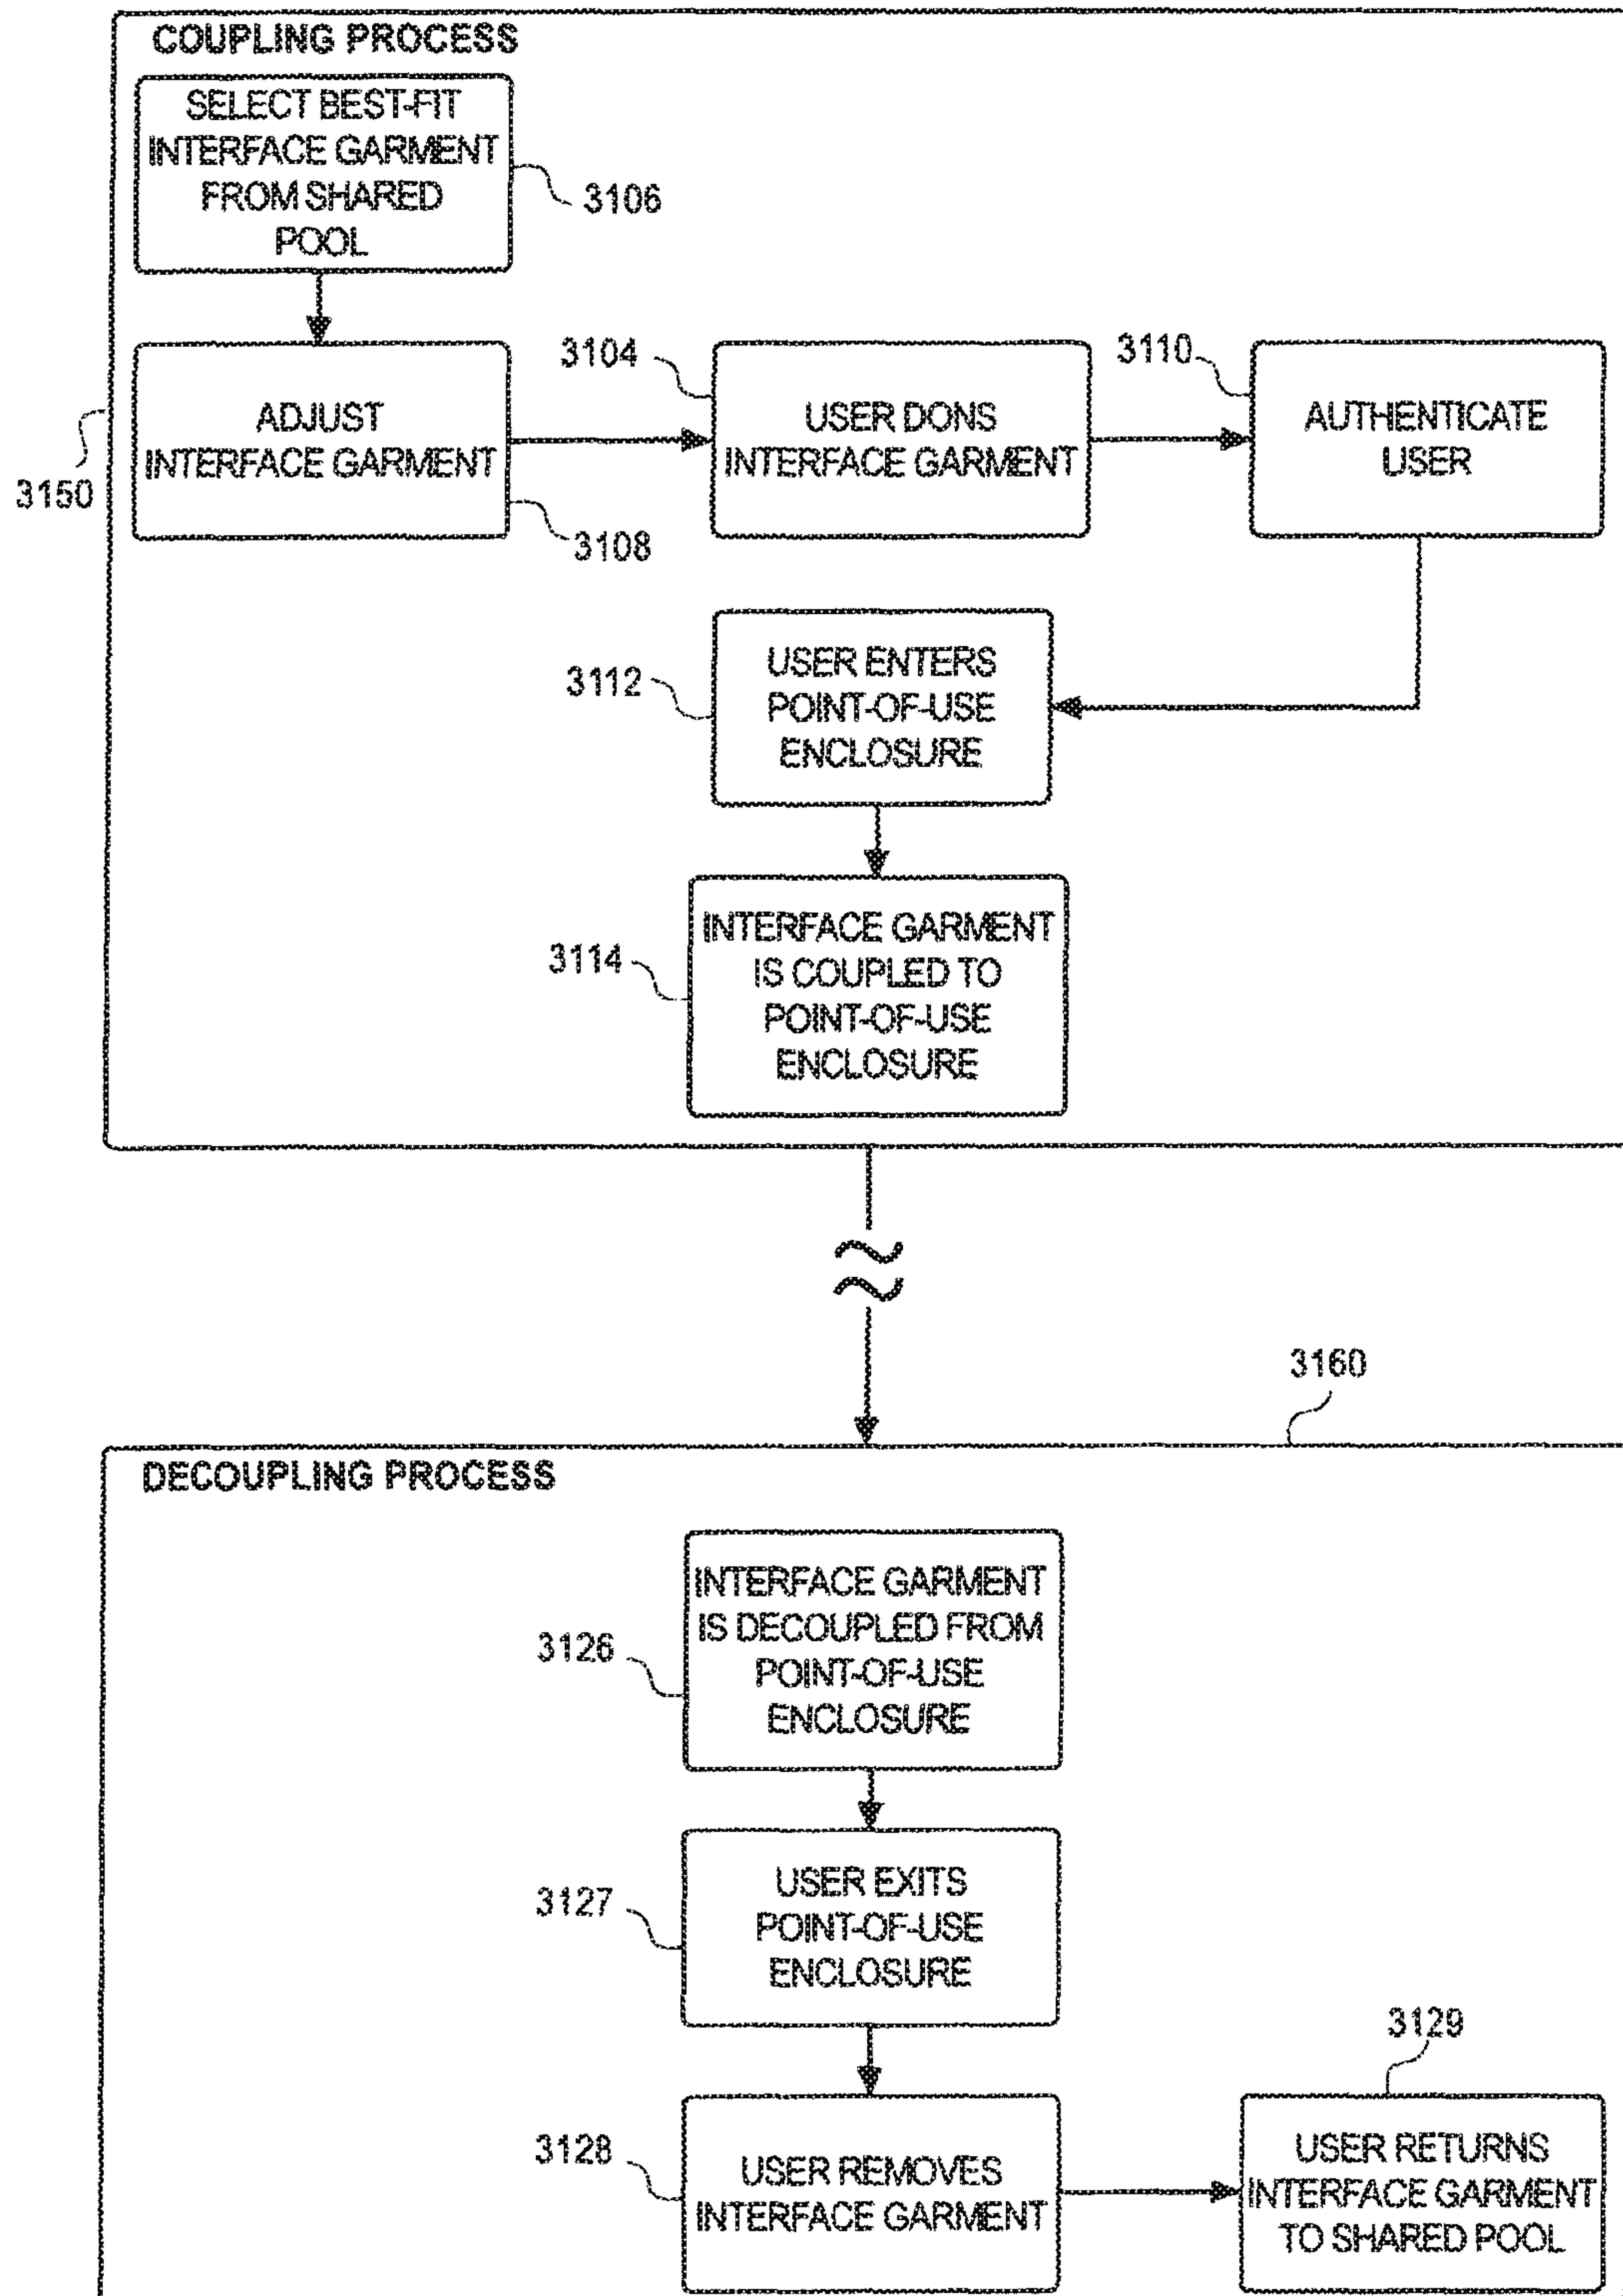 COUPLING PROCESS
SELECT BEST-FIT
INTERFACE GARMENT
FROM SHARED
POOL
3106
ADJUST
INTERFACE GARMENT
3108
3150
3104
USER DONS
INTERFACE GARMENT
3110
AUTHENTICATE
USER
3112
USER ENTERS
POINT-OF-USE
ENCLOSURE
3114
INTERFACE GARMENT
IS COUPLED TO
POINT-OF-USE
ENCLOSURE
3160
DECOUPLING PROCESS
3126
INTERFACE GARMENT
IS DECOUPLED FROM
POINT-OF-USE
ENCLOSURE
3127
USER EXITS
POINT-OF-USE
ENCLOSURE
3128
USER REMOVES
INTERFACE GARMENT
3129
USER RETURNS
INTERFACE GARMENT
TO SHARED POOL